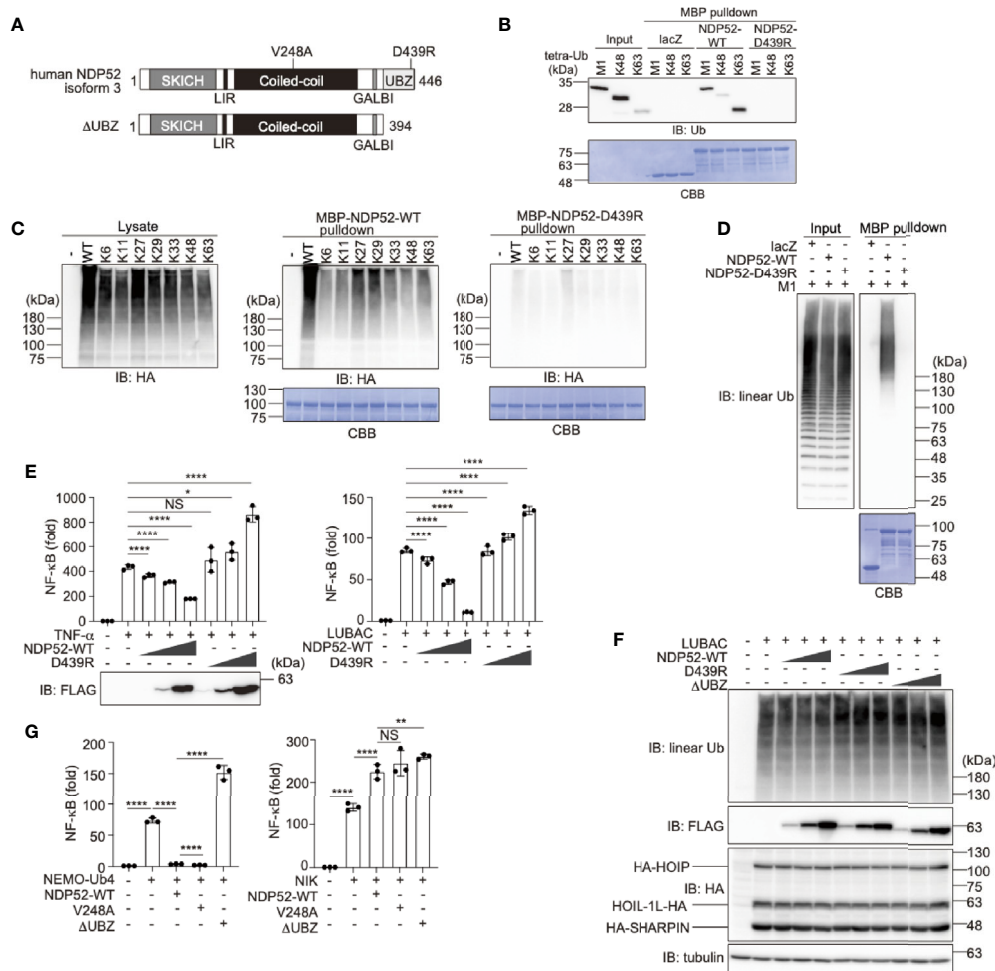 A
V248A
D439R
human NDP52 isoform 3
1
SKICH
Coiled-coil
UBZ
446
LIR
GALBI
ΔUBZ
1
SKICH
Coiled-coil
394
LIR
GALBI
B
MBP pulldown
Input
lacZ
NDP52-WT
NDP52-D439R
tetra-Ub
M1 K48 K63 M1 K48 K63 M1 K48 K63 M1 K48 K63
(kDa)
35
28
IB: Ub
75
63
48
CBB
C
Lysate
- WT K6 K11 K27 K29 K33 K48 K63
(kDa)
180
130
100
75
IB: HA
MBP-NDP52-WT pulldown
- WT K6 K11 K27 K29 K33 K48 K63
(kDa)
180
130
100
75
IB: HA
130
100
75
CBB
MBP-NDP52-D439R pulldown
- WT K6 K11 K27 K29 K33 K48 K63
(kDa)
180
130
100
75
IB: HA
CBB
D
Input MBP pulldown
lacZ + - - + - -
NDP52-WT - + - - + -
NDP52-D439R - - + - - +
M1 + + + + + +
IB: linear Ub
(kDa)
180
130
100
75
63
48
35
25
100
75
63
48
CBB
E
NF-κB (fold)
1000
800
600
400
200
0
****
*
NS
****
****
****
TNF-α - + + + + + + +
NDP52-WT
D439R
(kDa)
IB: FLAG
63
NF-κB (fold)
150
100
50
0
****
****
****
****
****
****
LUBAC - + + + + + + +
NDP52-WT
D439R
F
LUBAC - + + + + + + + + + +
NDP52-WT
D439R
ΔUBZ
IB: linear Ub
(kDa)
180
130
IB: FLAG
63
HA-HOIP
130
100
IB: HA
75
HOIL-1L-HA
63
HA-SHARPIN
48
IB: tubulin
63
G
NF-κB (fold)
200
150
100
50
0
****
****
****
****
NEMO-Ub4 - + + + +
NDP52-WT - - + - -
V248A - - - + -
ΔUBZ - - - - +
NF-κB (fold)
300
200
100
0
**
NS
****
****
NIK - + + + +
NDP52-WT - - + - -
V248A - - - + -
ΔUBZ - - - - +